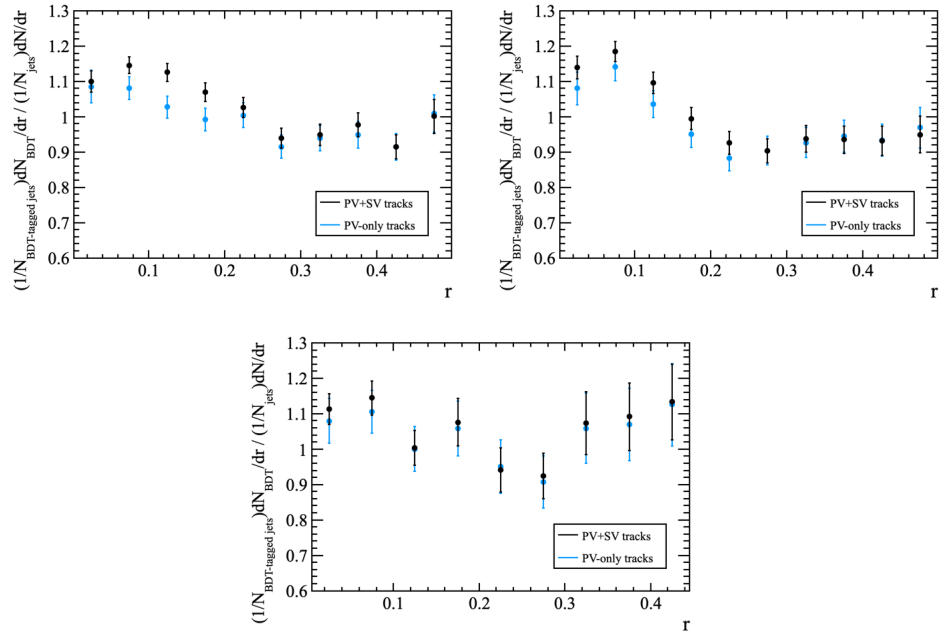 (1/N_BDT-tagged jets)dN_BDT/dr / (1/N_jets)dN/dr
1.3
1.2
1.1
1
0.9
0.8
0.7
0.6
PV+SV tracks
PV-only tracks
0.1 0.2 0.3 0.4
r
(1/N_BDT-tagged jets)dN_BDT/dr / (1/N_jets)dN/dr
1.3
1.2
1.1
1
0.9
0.8
0.7
0.6
PV+SV tracks
PV-only tracks
0.1 0.2 0.3 0.4
r
(1/N_BDT-tagged jets)dN_BDT/dr / (1/N_jets)dN/dr
1.3
1.2
1.1
1
0.9
0.8
0.7
0.6
PV+SV tracks
PV-only tracks
0.1 0.2 0.3 0.4
r